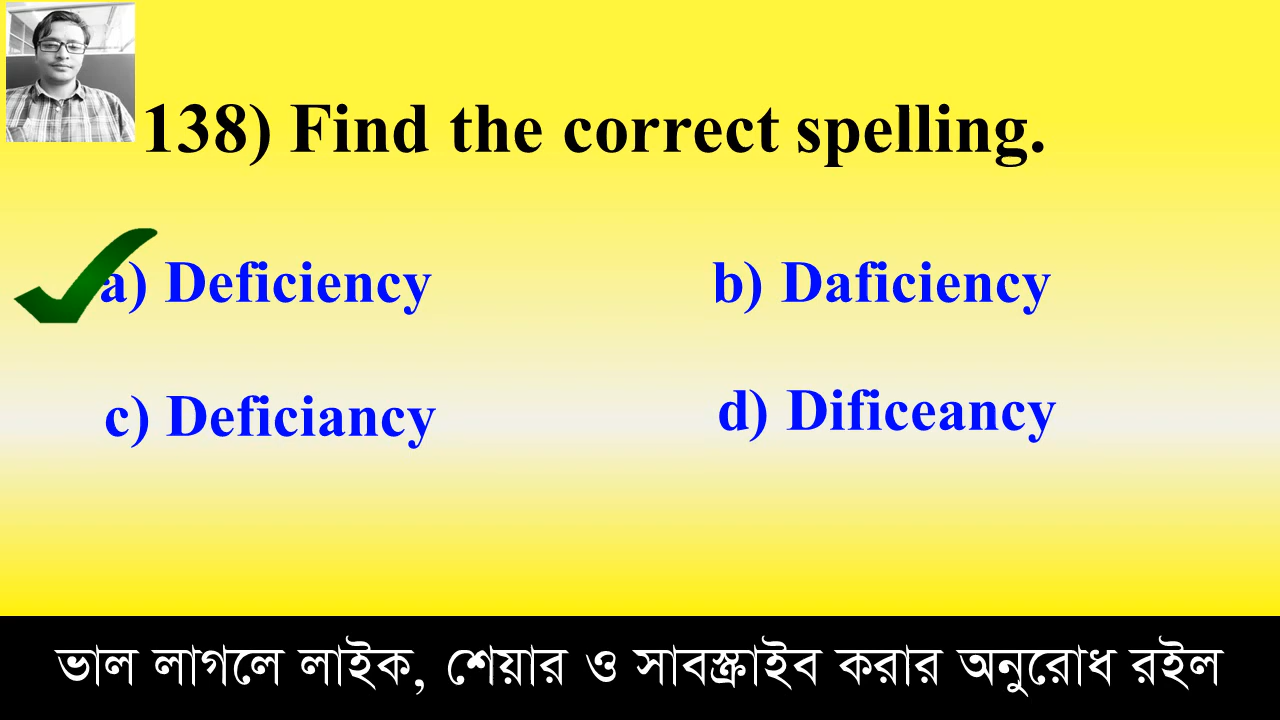 138) Find the correct spelling.
a) Deficiency b) Daficiency
c) Deficiancy d) Dificeancy
ভাল লাগলে লাইক, শেয়ার ও সাবস্ক্রাইব করার অনুরোধ রইল